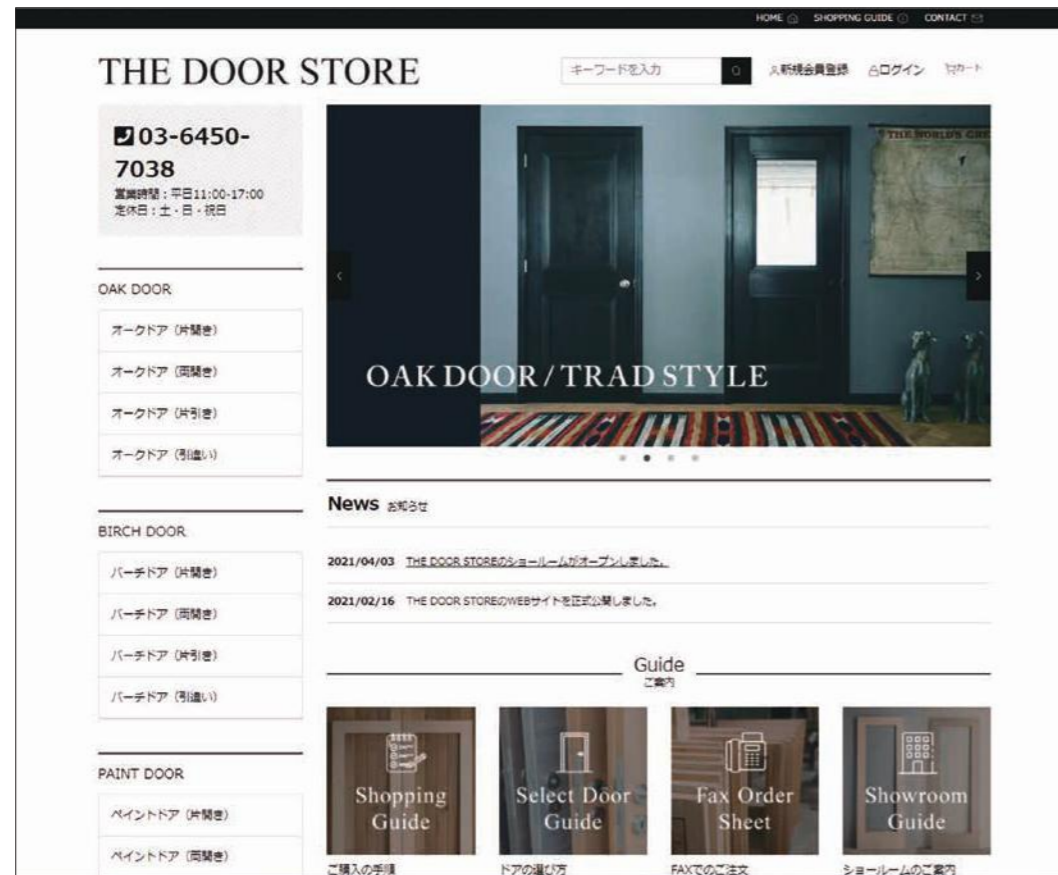 HOME SHOPPING GUIDE CONTACT
THE DOOR STORE
キーワードを入力
新規会員登録 ログイン カート
03-6450-
7038
営業時間：平日11:00-17:00
定休日：土・日・祝日
OAK DOOR
オークドア（片開き）
オークドア（両開き）
オークドア（片引き）
オークドア（引違い）
BIRCH DOOR
バーチドア（片開き）
バーチドア（両開き）
バーチドア（片引き）
バーチドア（引違い）
PAINT DOOR
ペイントドア（片開き）
ペイントドア（両開き）
THE WORLD'S GRE
OAK DOOR / TRAD STYLE
News お知らせ
2021/04/03 THE DOOR STOREのショールームがオープンしました。
2021/02/16 THE DOOR STOREのWEBサイトを正式公開しました。
Guide
ご案内
Shopping
Guide
ご購入の手順
Select Door
Guide
ドアの選び方
Fax Order
Sheet
FAXでのご注文
Showroom
Guide
ショールームのご案内